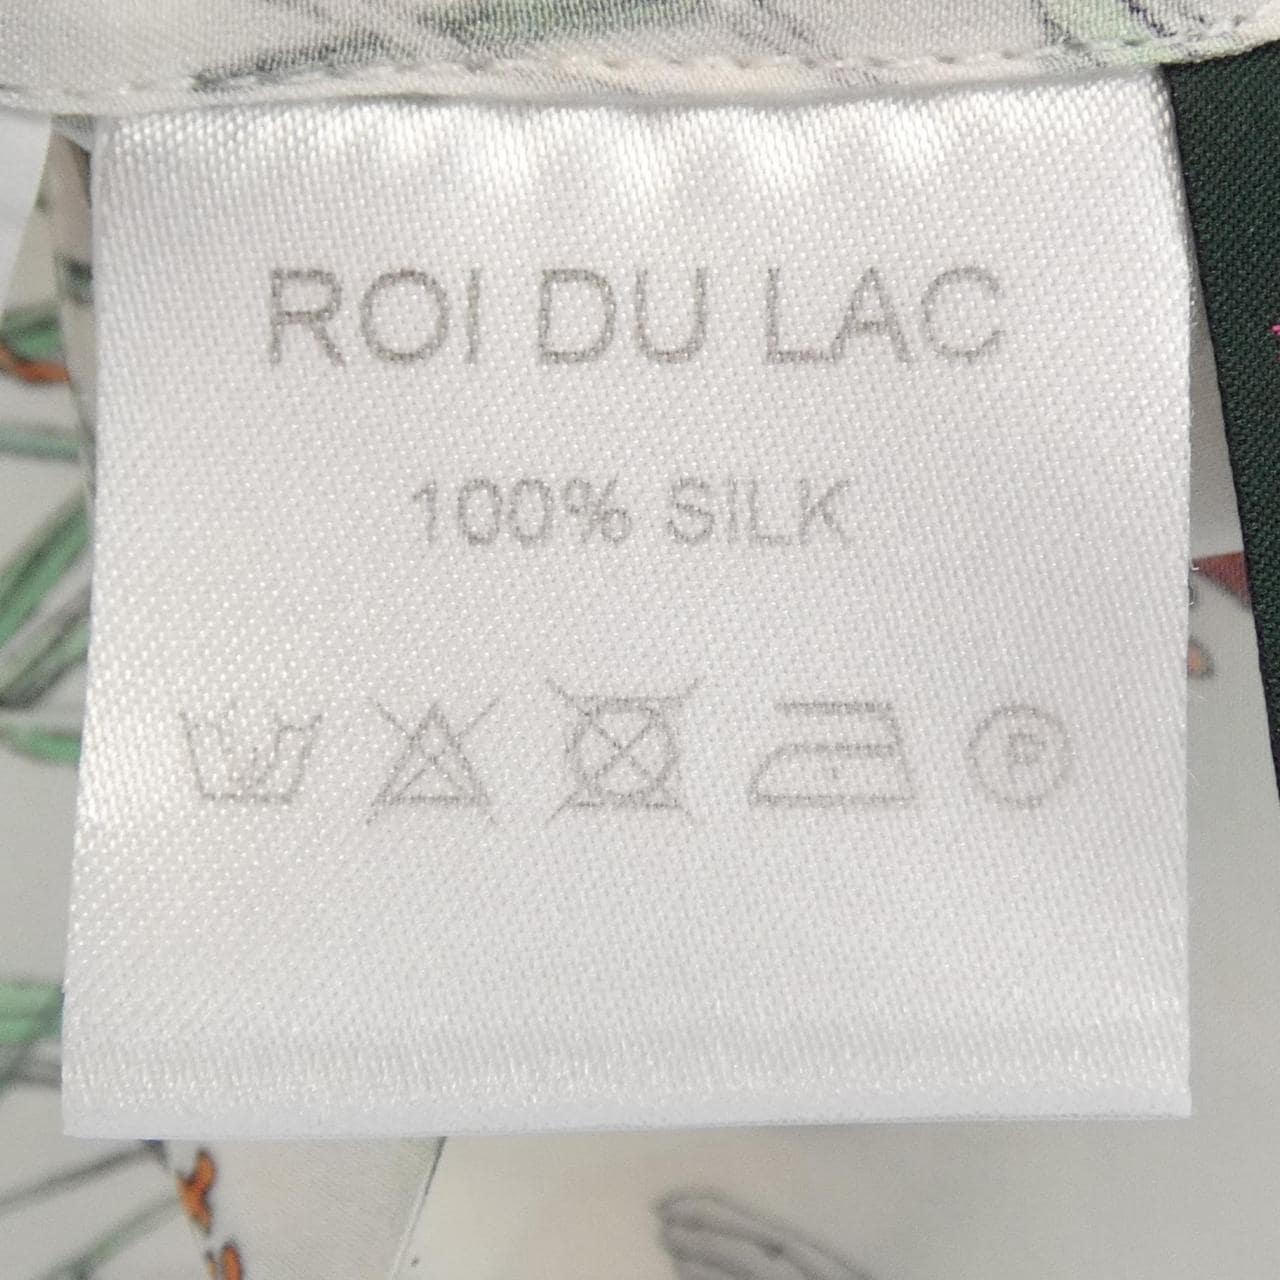 ROI DU LAC
100% SILK
P